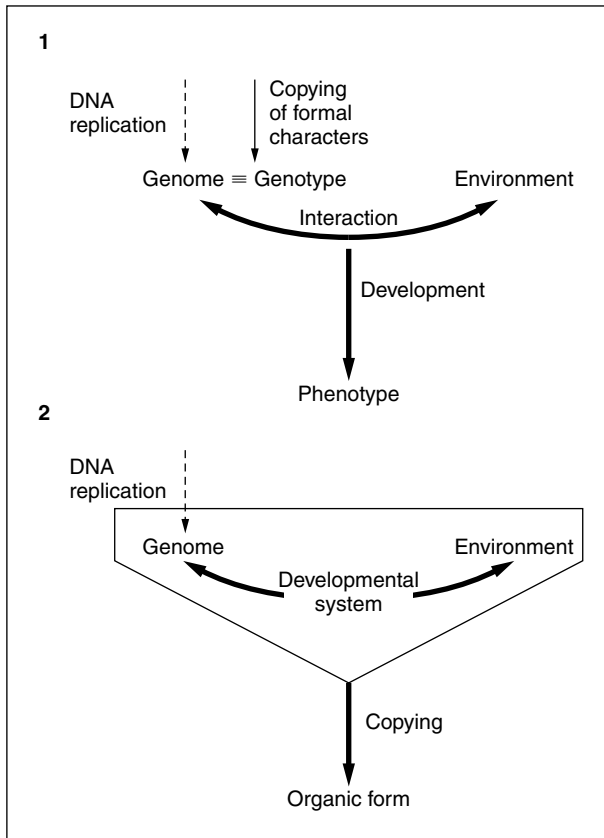 1
DNA
replication
Copying
of formal
characters
Genome ≡ Genotype
Environment
Interaction
Development
Phenotype
2
DNA
replication
Genome
Environment
Developmental
system
Copying
Organic form